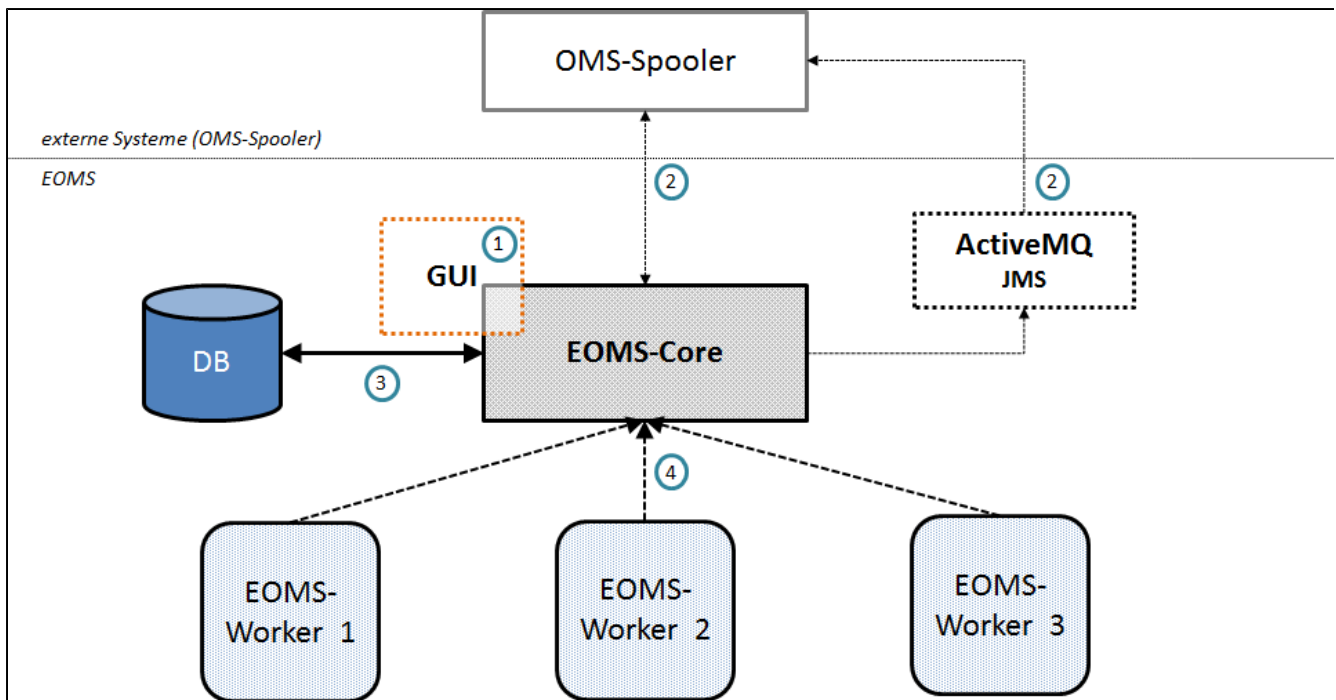 OMS-Spooler
externe Systeme (OMS-Spooler)
EOMS
2
2
1
GUI
ActiveMQ
JMS
DB
EOMS-Core
3
4
EOMS-
Worker 1
EOMS-
Worker 2
EOMS-
Worker 3